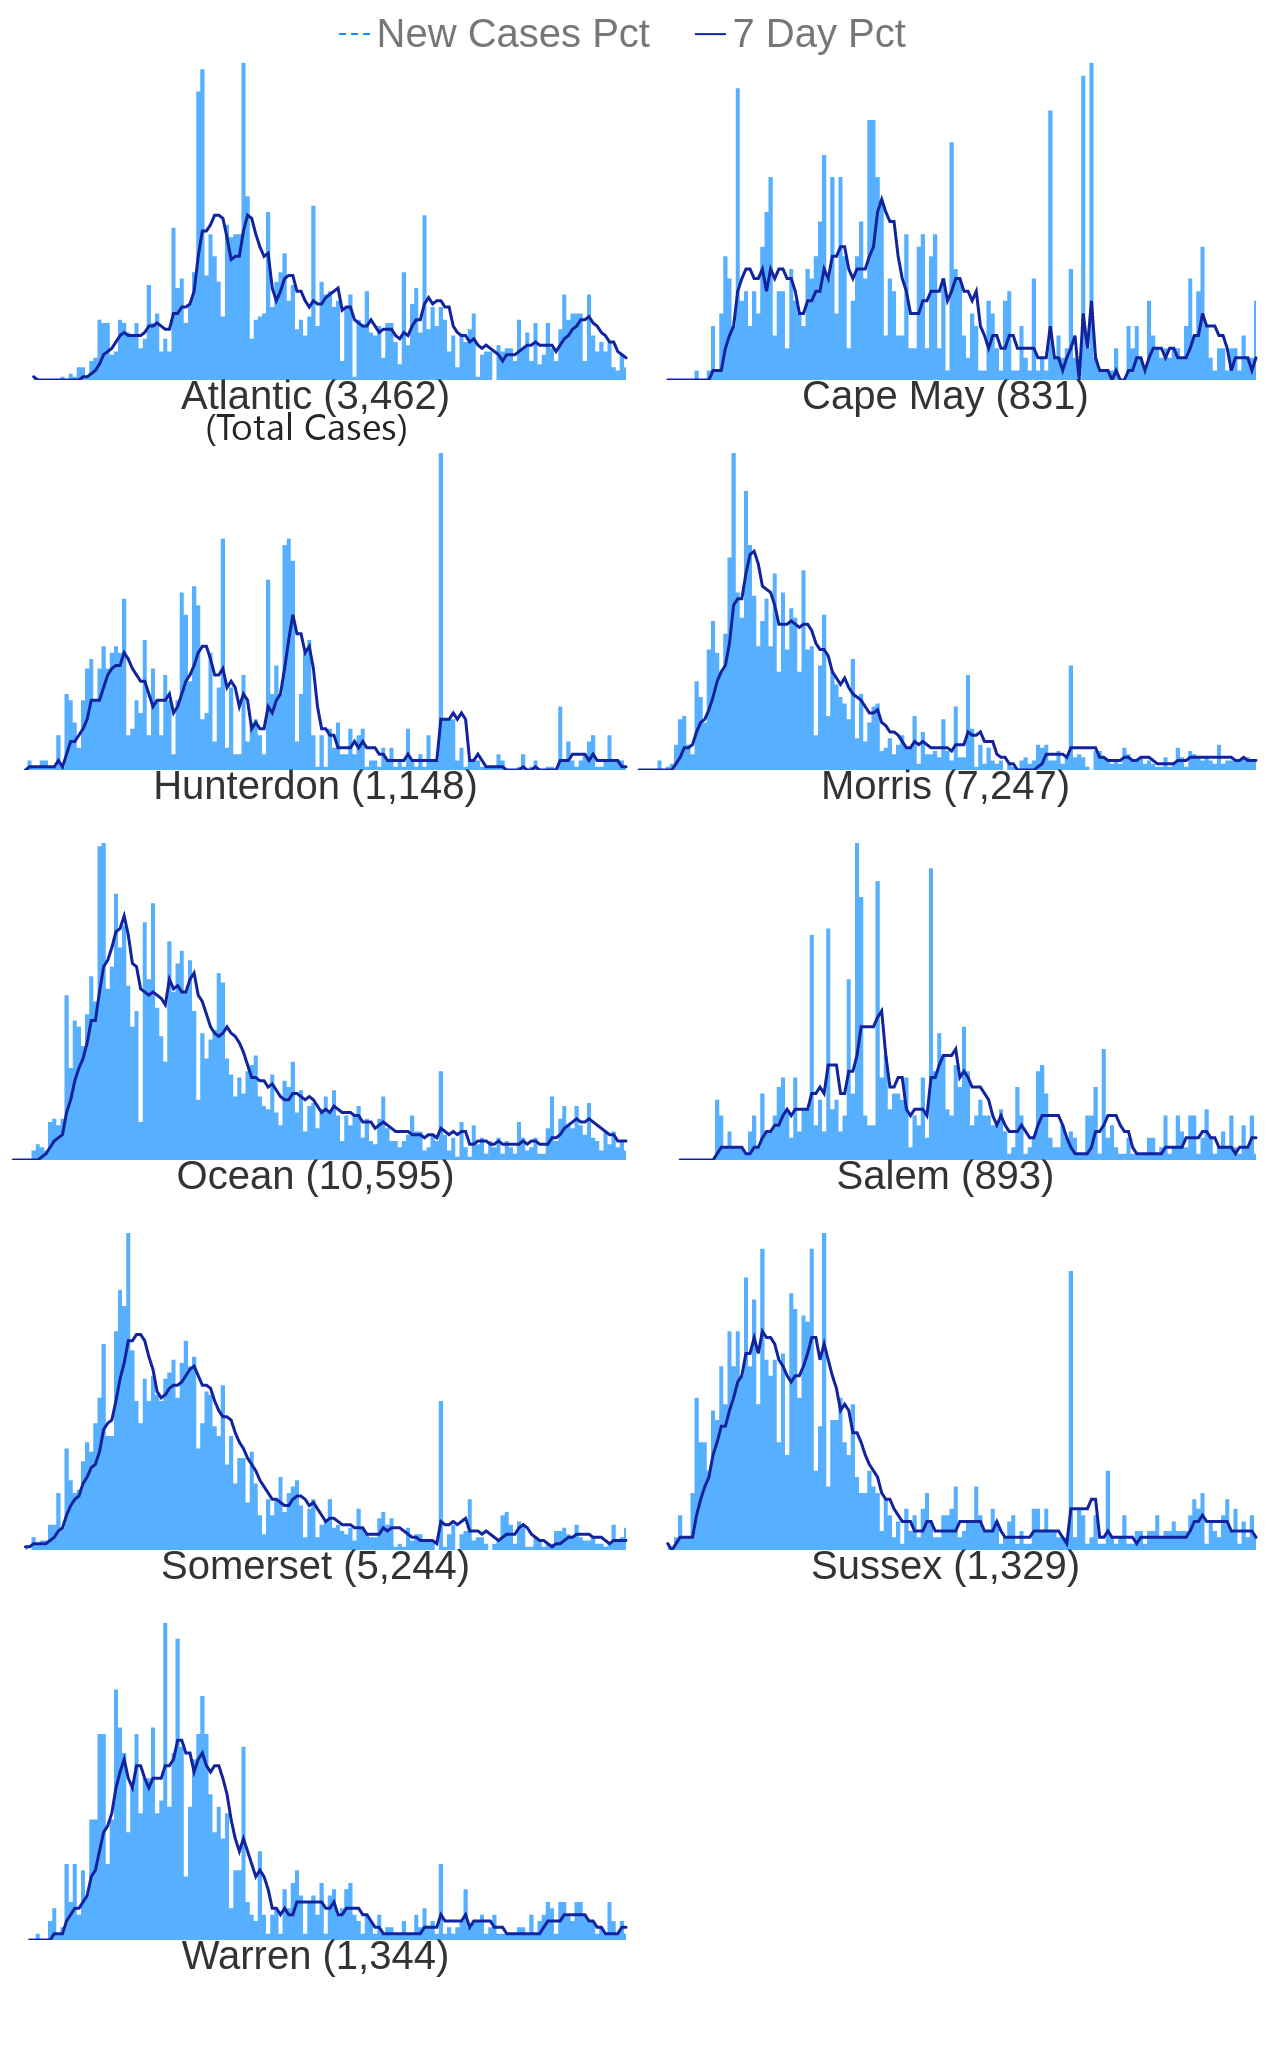 New Cases Pct 7 Day Pct
Atlantic (3,462)
(Total Cases)
Cape May (831)
Hunterdon (1,148)
Morris (7,247)
Ocean (10,595)
Salem (893)
Somerset (5,244)
Sussex (1,329)
Warren (1,344)